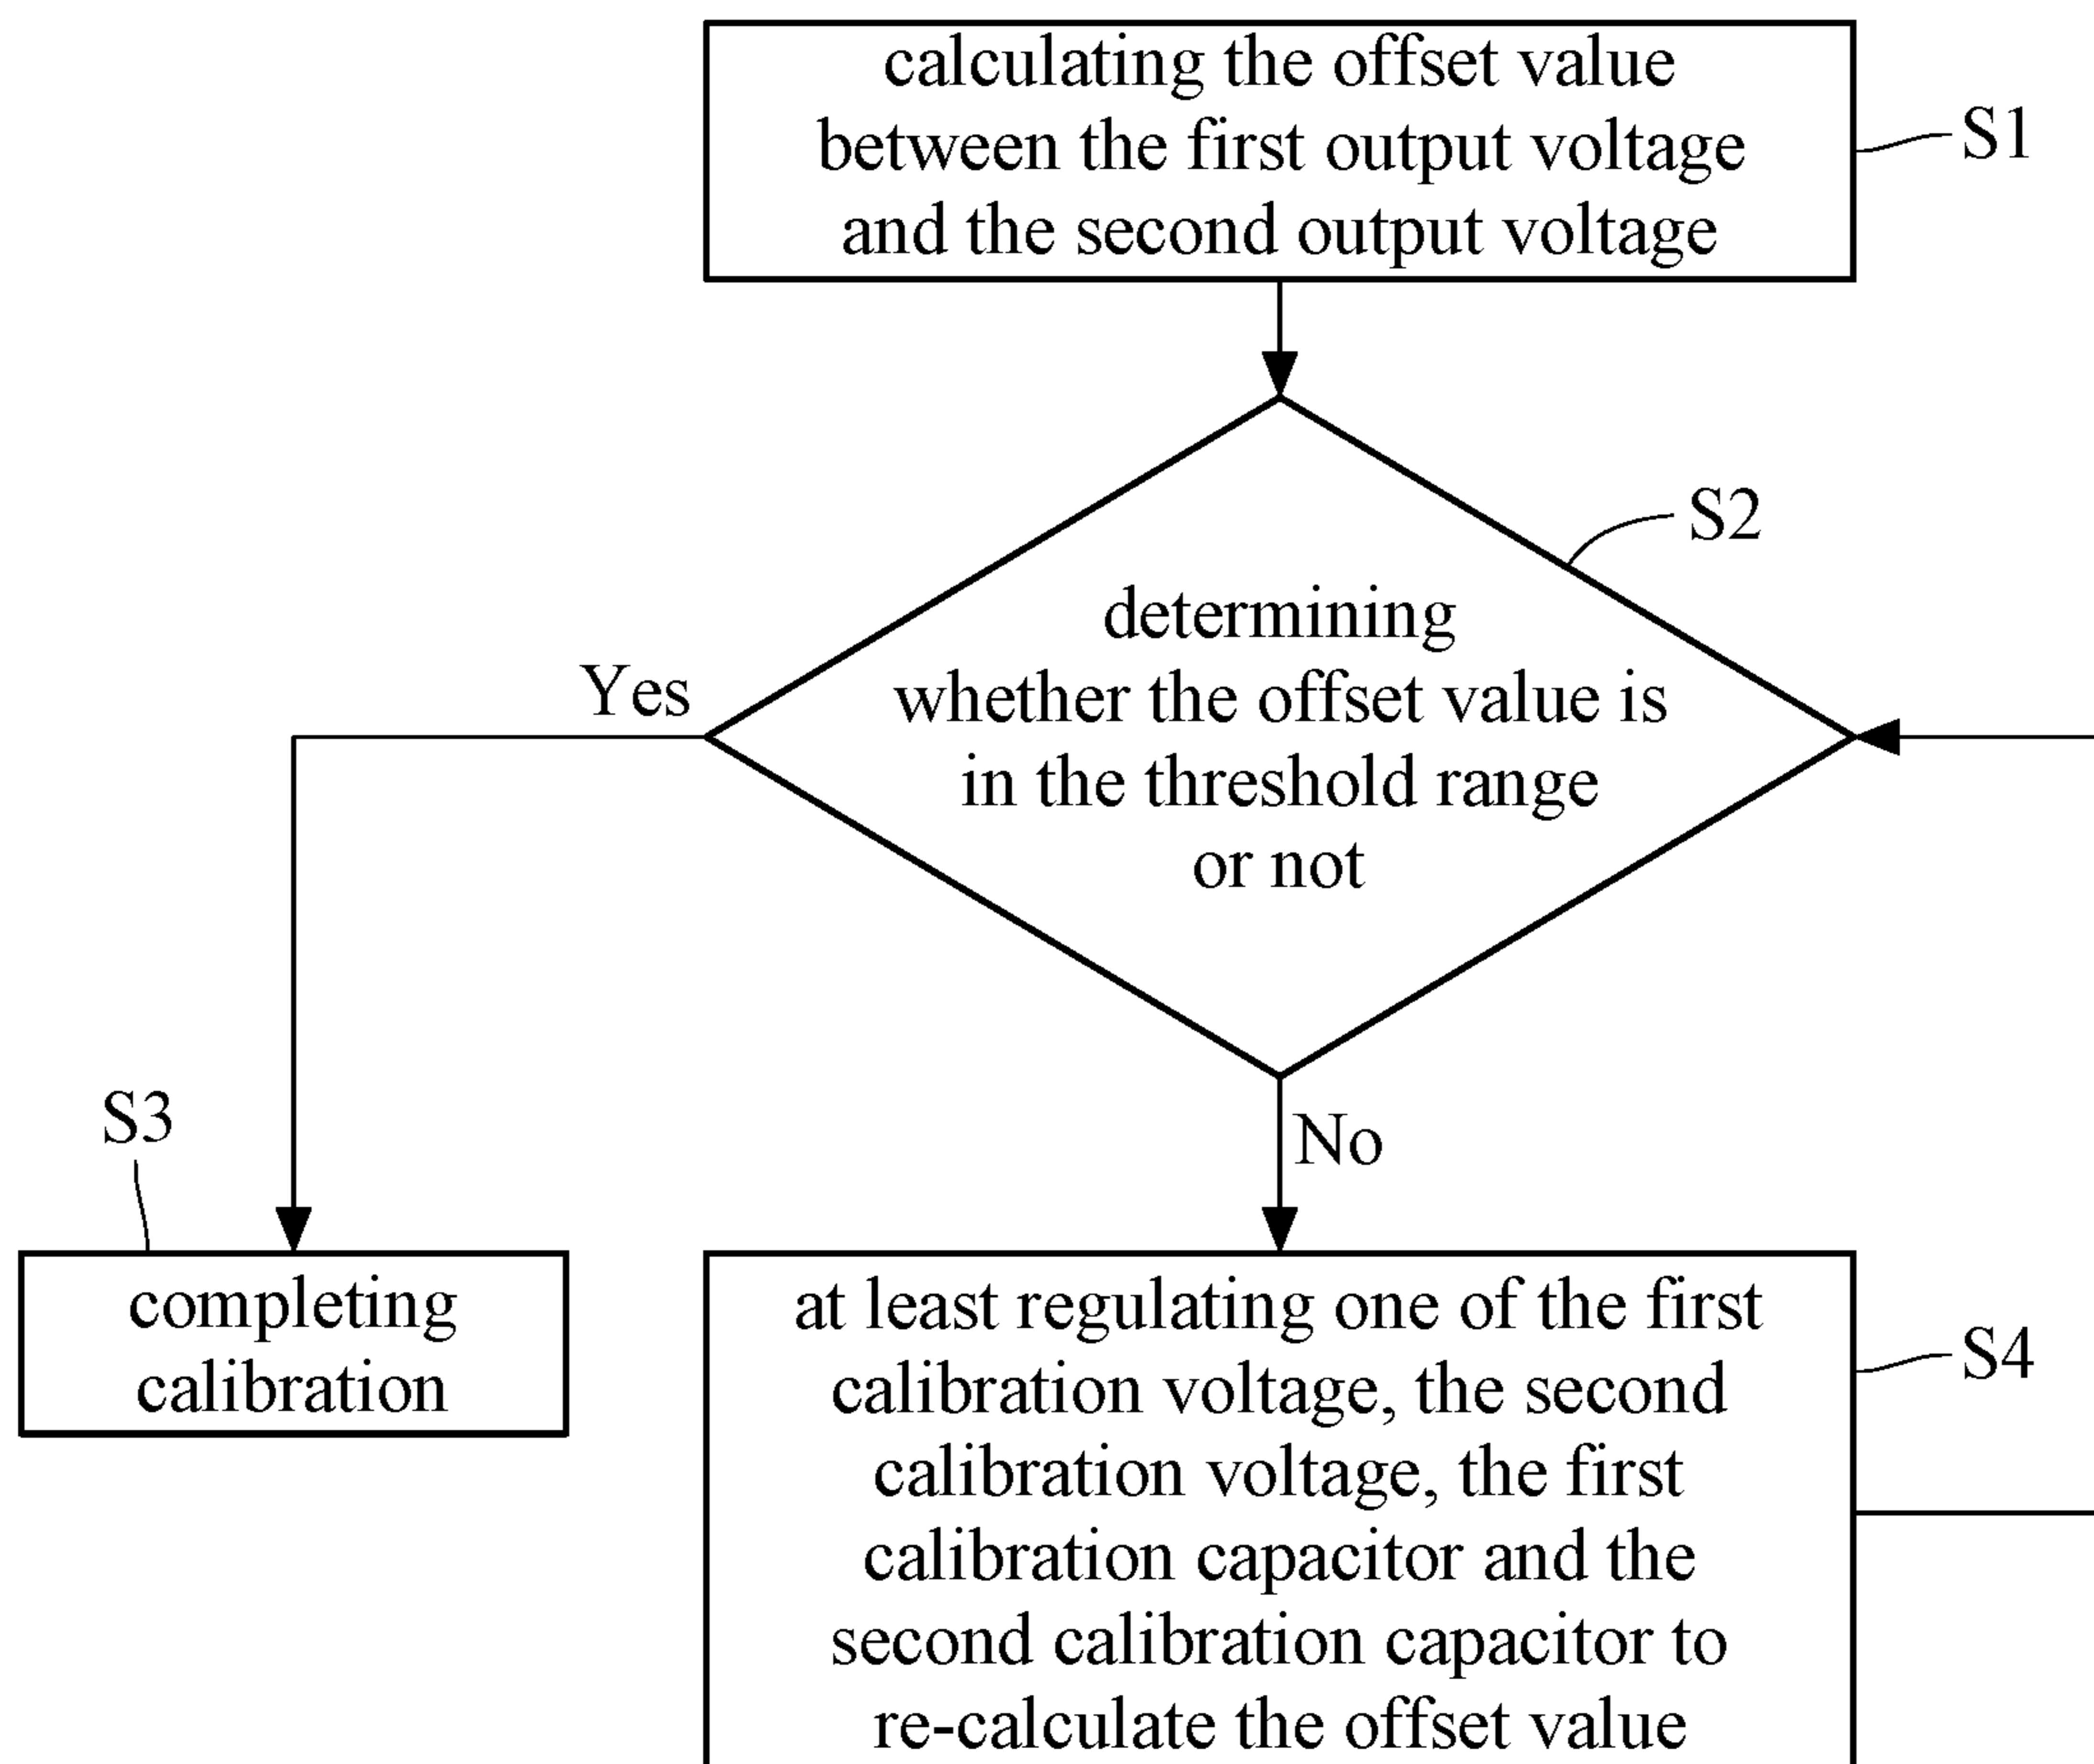 calculating the offset value
between the first output voltage
and the second output voltage
S1
S2
determining
whether the offset value is
in the threshold range
or not
Yes
No
S3
completing
calibration
at least regulating one of the first
calibration voltage, the second
calibration voltage, the first
calibration capacitor and the
second calibration capacitor to
re-calculate the offset value
S4